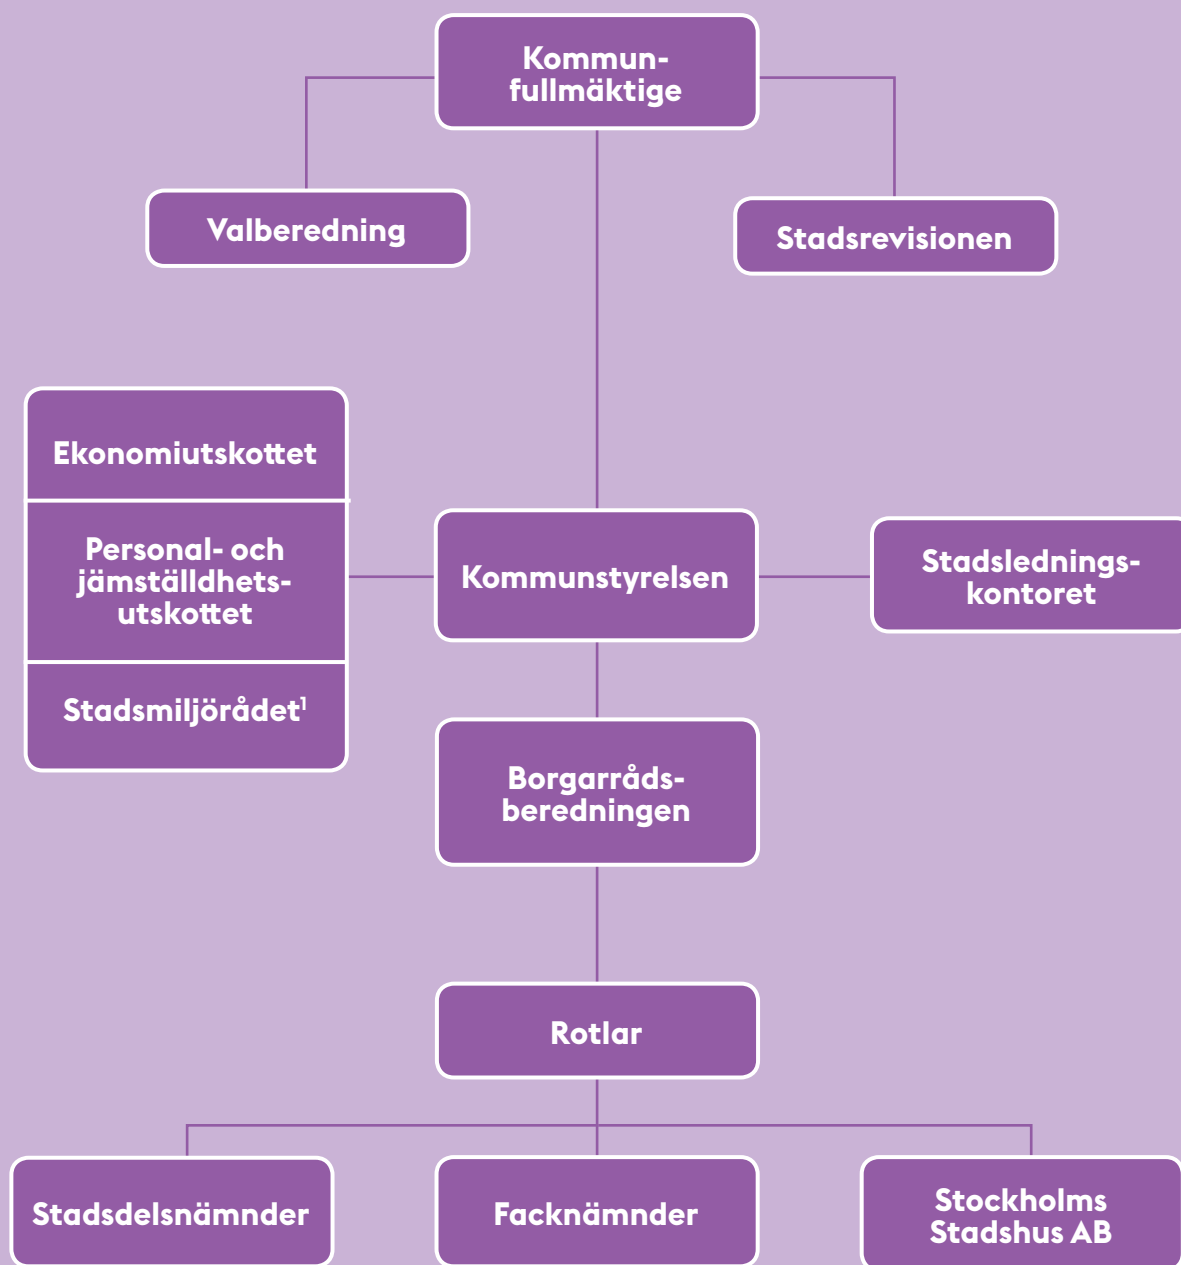 Kommun-
fullmäktige
Valberedning
Stadsrevisionen
Ekonomiutskottet
Personal- och
jämställdhets-
utskottet
Stadsmiljörådet¹
Kommunstyrelsen
Stadslednings-
kontoret
Borgarråds-
beredningen
Rotlar
Stadsdelsnämnder
Facknämnder
Stockholms
Stadshus AB